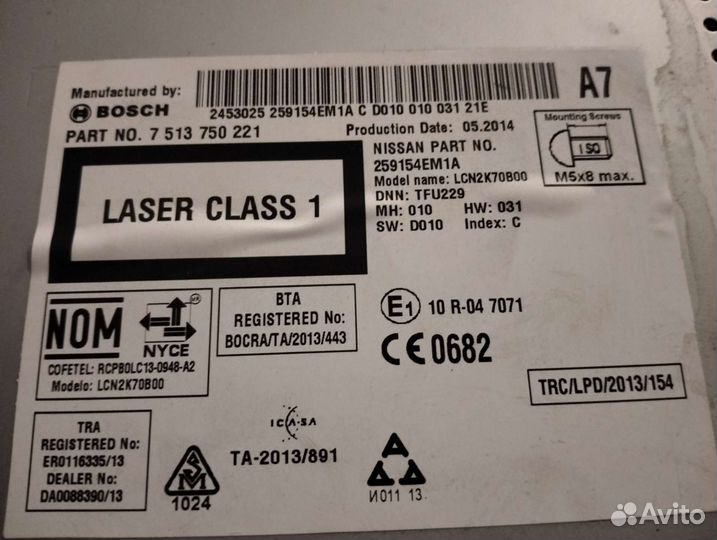 Manufactured by:
BOSCH
2453025 259154EM1A C D010 010 031 21E
A7
PART NO. 7 513 750 221
Production Date: 05.2014
NISSAN PART NO.
259154EM1A
Model name: LCN2K70B00
DNN: TFU229
MH: 010 HW: 031
SW: D010 Index: C
Mounting Screws
ISO
M5x8 max.
LASER CLASS 1
NOM
NYCE
COFETEL: RCPBOLC13-0948-A2
Modelo: LCN2K70B00
BTA
REGISTERED No:
BOCRA/TA/2013/443
E1 10 R-04 7071
CE 0682
TRC/LPD/2013/154
TRA
REGISTERED No:
ER0116335/13
DEALER No:
DA0088390/13
1024
ICASA
TA-2013/891
И011 13
Avito